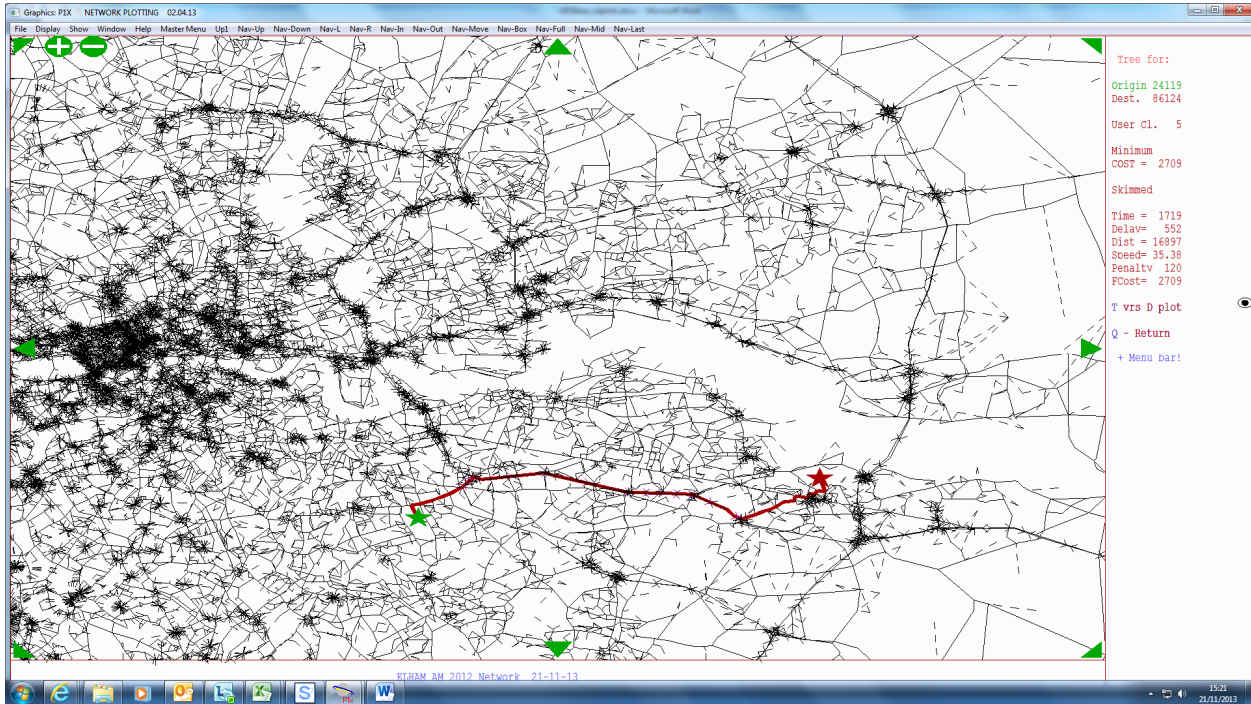 Graphics: P1X NETWORK PLOTTING 02.04.13
File Display Show Window Help Master Menu Up1 Nav-Up Nav-Down Nav-L Nav-R Nav-In Nav-Out Nav-Move Nav-Box Nav-Full Nav-Mid Nav-Last
Tree for:
Origin 24119
Dest. 86124
User Cl. 5
Minimum
COST = 2709
Skimmed
Time = 1719
Delay= 552
Dist = 16897
Speed= 35.38
Penalty 120
FCost= 2709
T vrs D plot
Q - Return
+ Menu bar!
ELHAM AM 2012 Network 21-11-13
15:21
21/11/2013